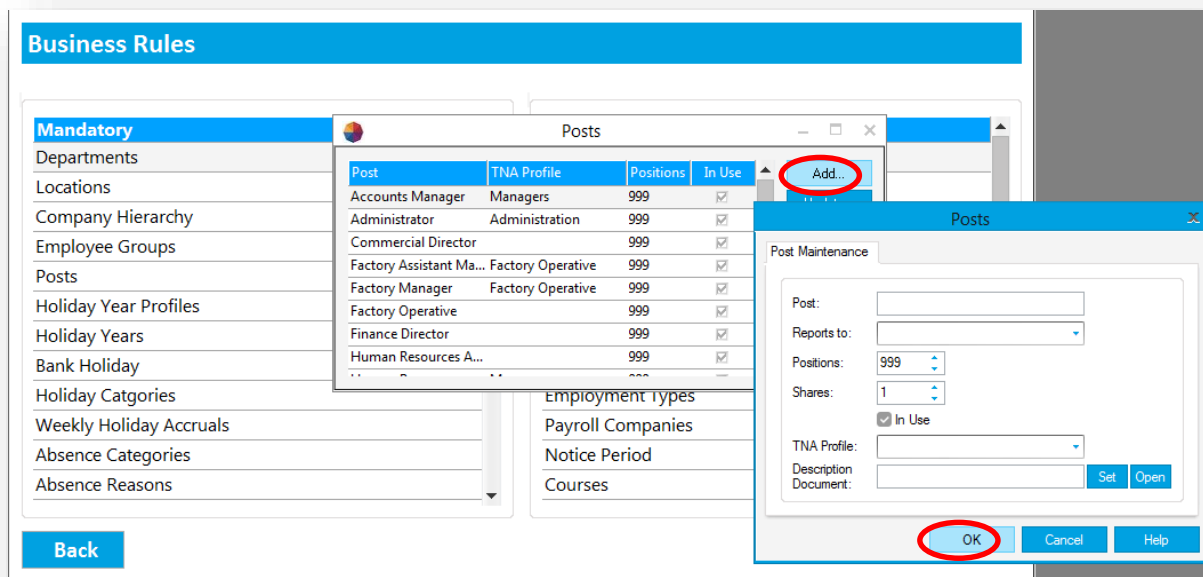 Business Rules
Mandatory
Departments
Locations
Company Hierarchy
Employee Groups
Posts
Holiday Year Profiles
Holiday Years
Bank Holiday
Holiday Catgories
Weekly Holiday Accruals
Absence Categories
Absence Reasons
Back
Employment Types
Payroll Companies
Notice Period
Courses
Posts
Post TNA Profile Positions In Use
Accounts Manager Managers 999
Administrator Administration 999
Commercial Director 999
Factory Assistant Ma... Factory Operative 999
Factory Manager Factory Operative 999
Factory Operative 999
Finance Director 999
Human Resources A... 999
Add...
Posts
Post Maintenance
Post:
Reports to:
Positions: 999
Shares: 1
In Use
TNA Profile:
Description
Document:
Set Open
OK Cancel Help